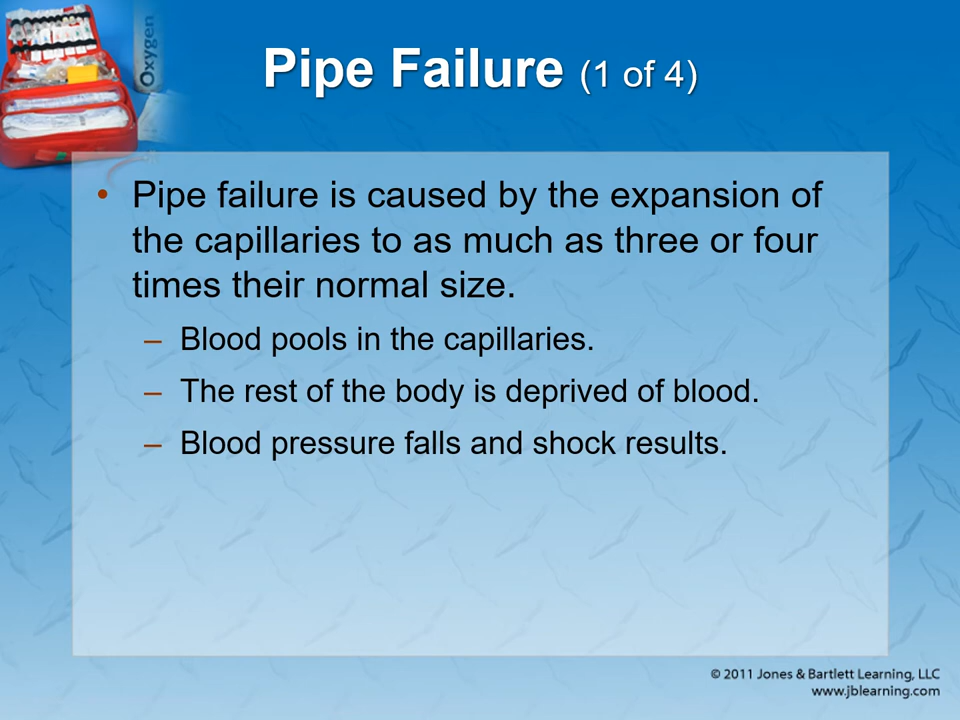 Oxygen
Pipe Failure (1 of 4)
• Pipe failure is caused by the expansion of
the capillaries to as much as three or four
times their normal size.
– Blood pools in the capillaries.
– The rest of the body is deprived of blood.
– Blood pressure falls and shock results.
© 2011 Jones & Bartlett Learning, LLC
www.jblearning.com